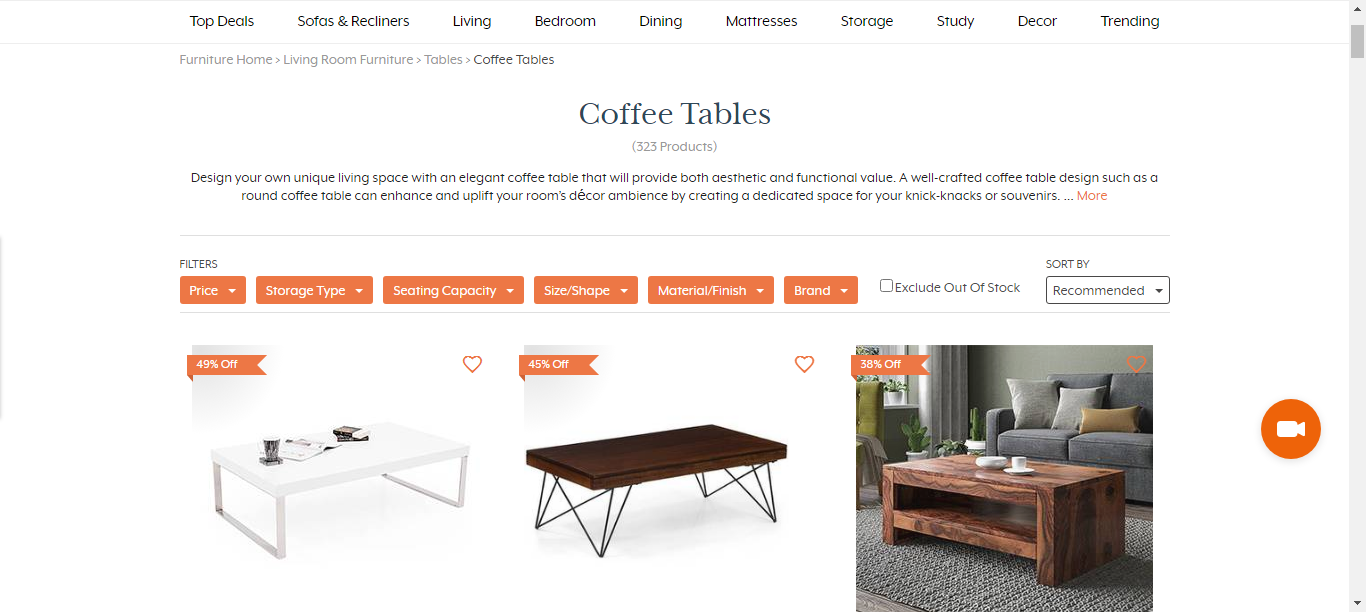 Top Deals Sofas & Recliners Living Bedroom Dining Mattresses Storage Study Decor Trending
Furniture Home > Living Room Furniture > Tables > Coffee Tables
Coffee Tables
(323 Products)
Design your own unique living space with an elegant coffee table that will provide both aesthetic and functional value. A well-crafted coffee table design such as a
round coffee table can enhance and uplift your room's décor ambience by creating a dedicated space for your knick-knacks or souvenirs. ... More
FILTERS
Price Storage Type Seating Capacity Size/Shape Material/Finish Brand Exclude Out Of Stock
SORT BY
Recommended
49% Off
45% Off
38% Off